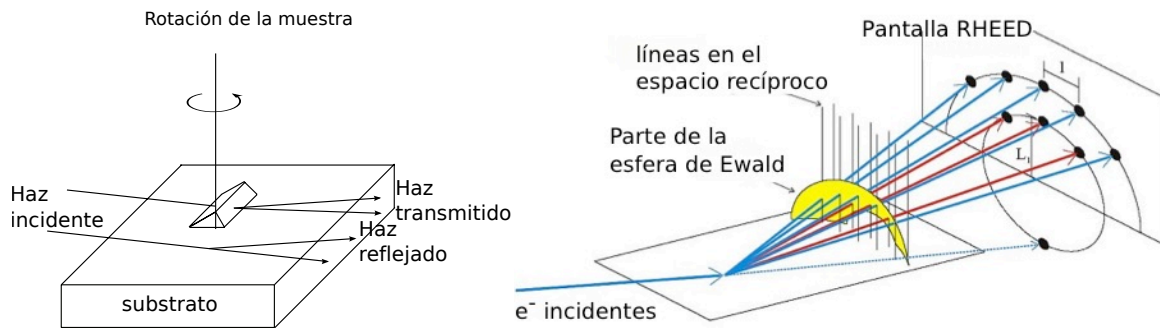 Rotación de la muestra
Haz
incidente
Haz
transmitido
Haz
reflejado
substrato
Pantalla RHEED
líneas en el
espacio recíproco
Parte de la
esfera de Ewald
l
L₁
e⁻ incidentes